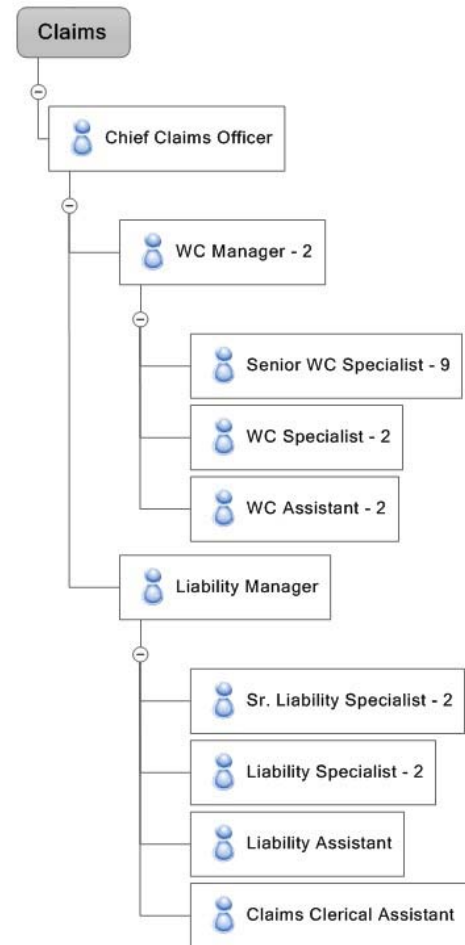 Claims
Chief Claims Officer
WC Manager - 2
Senior WC Specialist - 9
WC Specialist - 2
WC Assistant - 2
Liability Manager
Sr. Liability Specialist - 2
Liability Specialist - 2
Liability Assistant
Claims Clerical Assistant